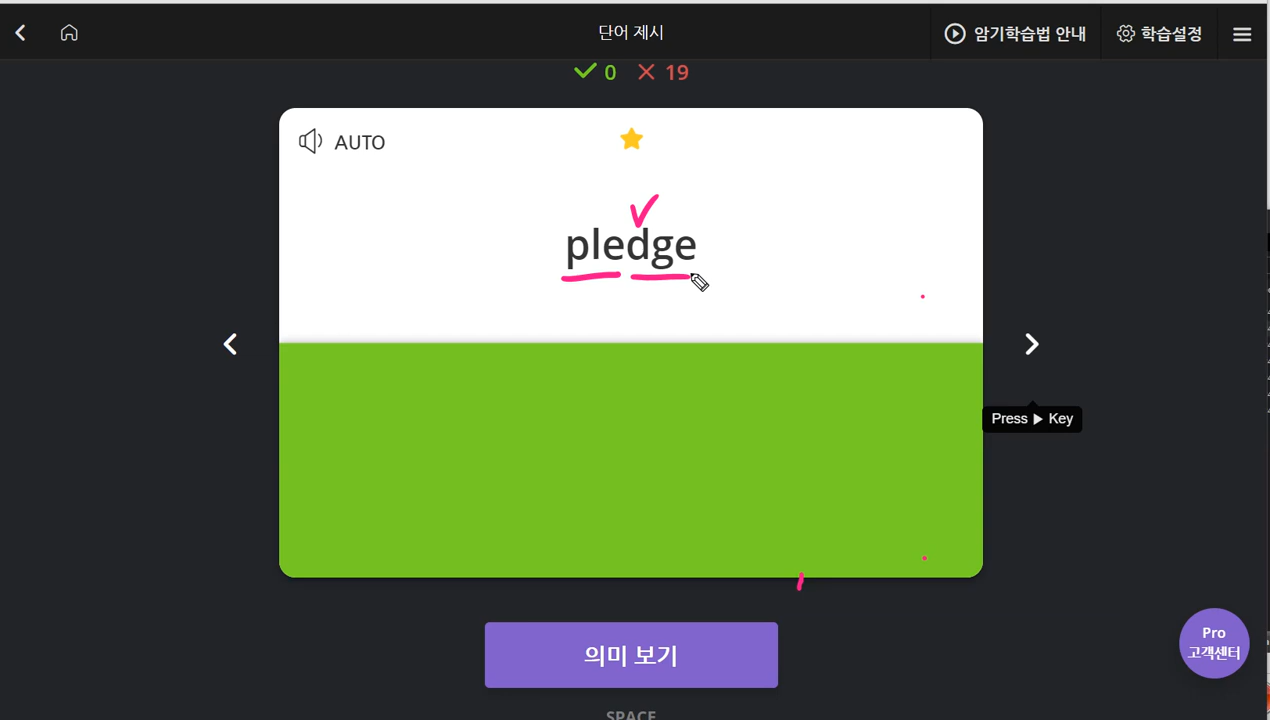 단어 제시
암기학습법 안내
학습설정
0 19
AUTO
pledge
Press ▶ Key
의미 보기
Pro
고객센터
SPACE